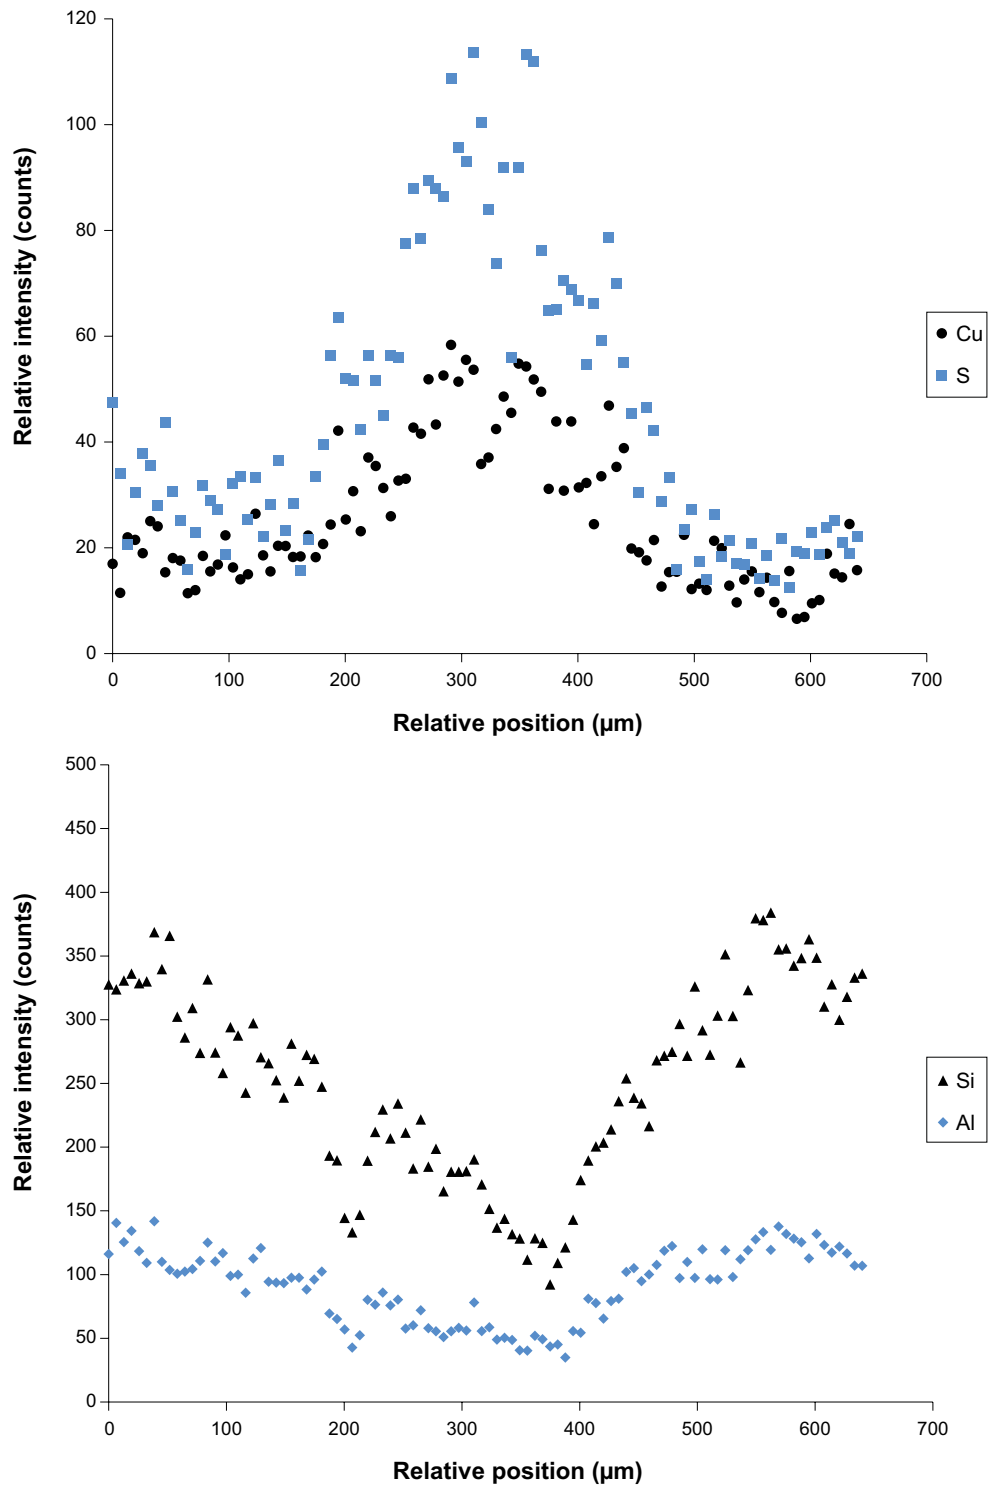 120
100
80
60
40
20
0
Relative intensity (counts)
0 100 200 300 400 500 600 700
Relative position (µm)
Cu
S
500
450
400
350
300
250
200
150
100
50
0
Relative intensity (counts)
0 100 200 300 400 500 600 700
Relative position (µm)
Si
Al